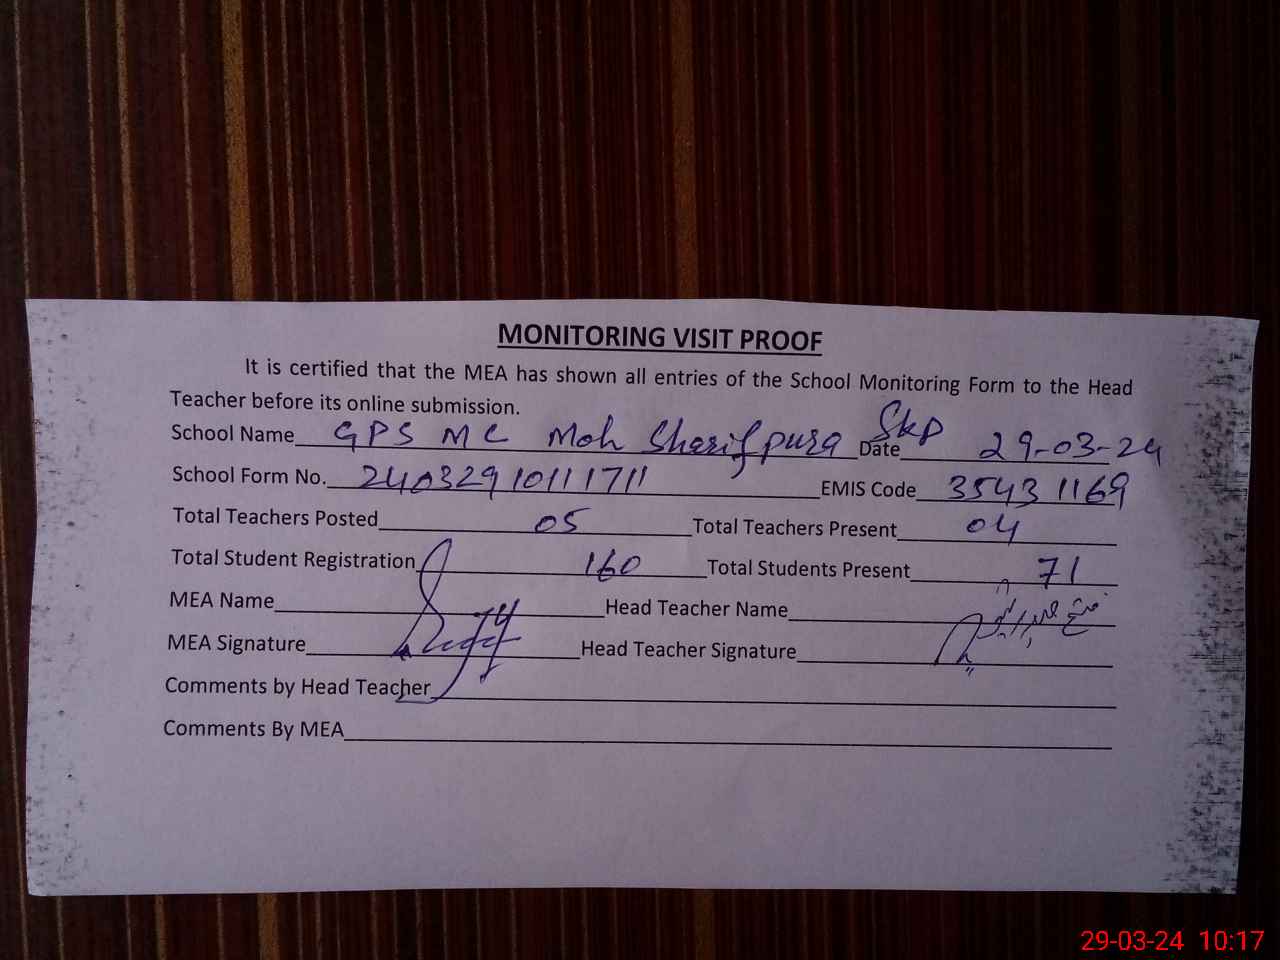 MONITORING VISIT PROOF
It is certified that the MEA has shown all entries of the School Monitoring Form to the Head
Teacher before its online submission.
School Name GPS MC Moh Sharifpura Skp Date 29-03-24
School Form No. 24032910111711 EMIS Code 35431169
Total Teachers Posted 05 Total Teachers Present 04
Total Student Registration 160 Total Students Present 71
MEA Name Head Teacher Name
MEA Signature Head Teacher Signature
Comments by Head Teacher
Comments By MEA
29-03-24 10:17